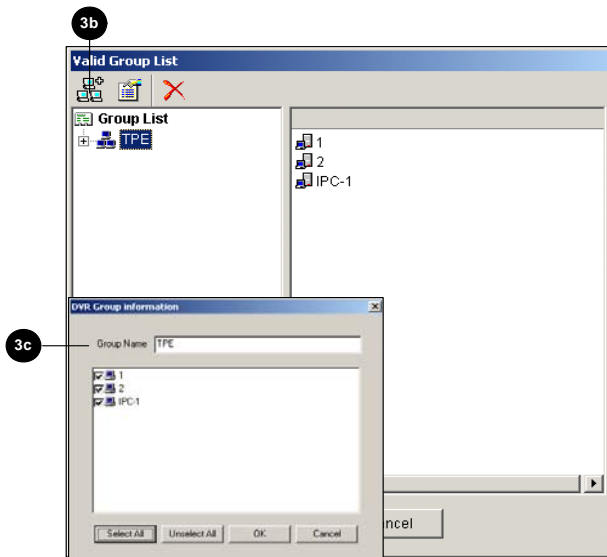 3b
Valid Group List
Group List
TPE
1
2
IPC-1
DVR Group information
3c
Group Name TPE
1
2
IPC-1
Select All Unselect All OK Cancel
ncel